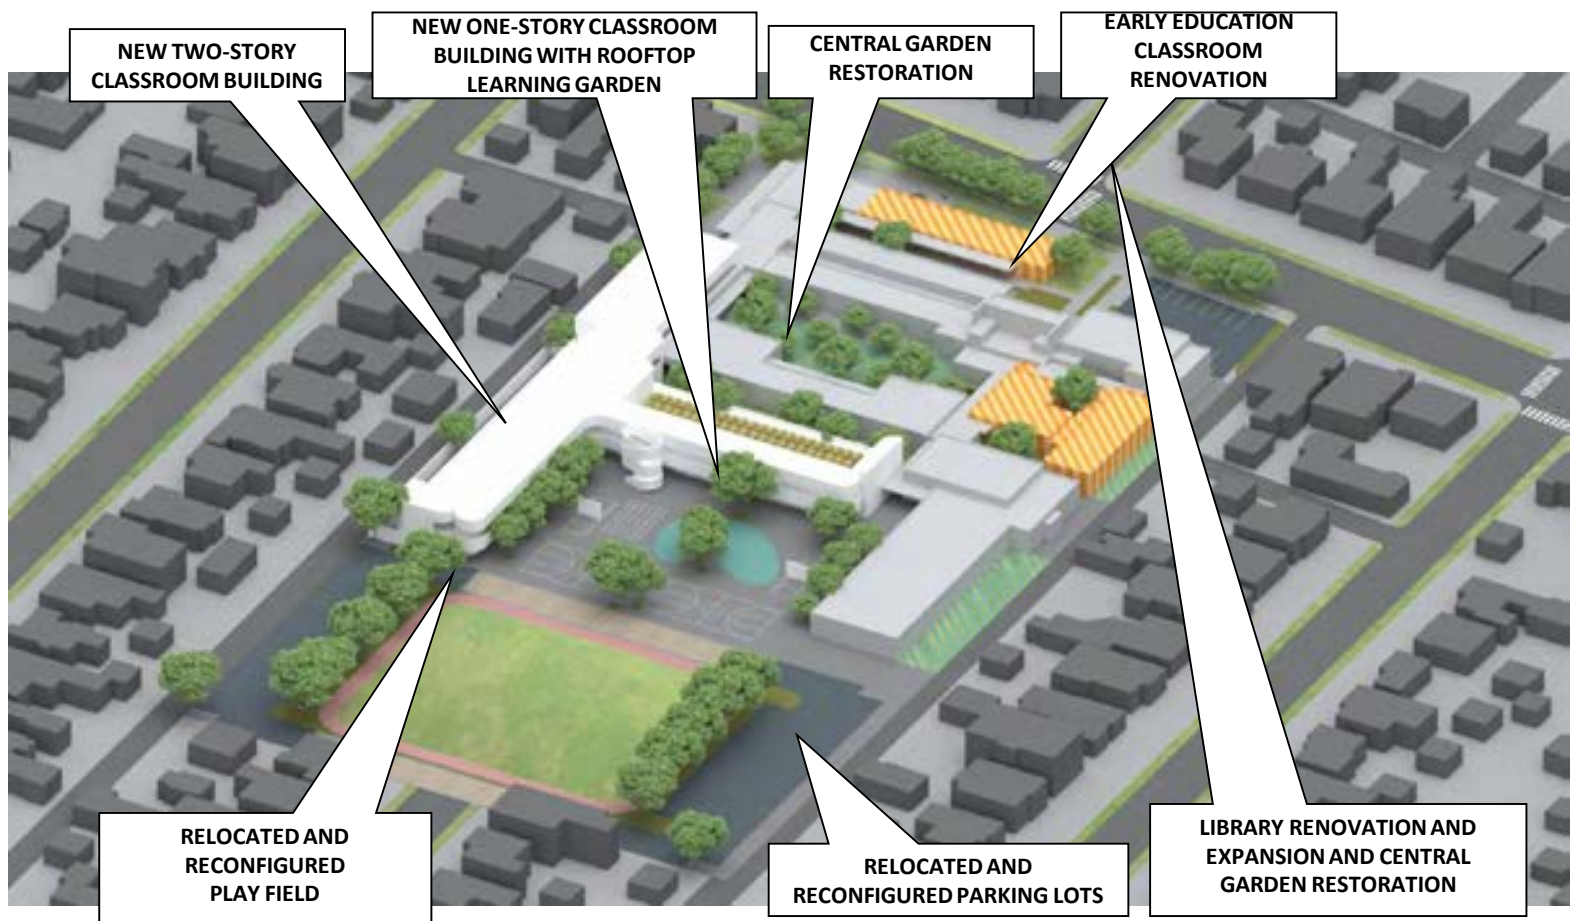 NEW TWO-STORY
CLASSROOM BUILDING
NEW ONE-STORY CLASSROOM
BUILDING WITH ROOFTOP
LEARNING GARDEN
CENTRAL GARDEN
RESTORATION
EARLY EDUCATION
CLASSROOM
RENOVATION
RELOCATED AND
RECONFIGURED
PLAY FIELD
RELOCATED AND
RECONFIGURED PARKING LOTS
LIBRARY RENOVATION AND
EXPANSION AND CENTRAL
GARDEN RESTORATION